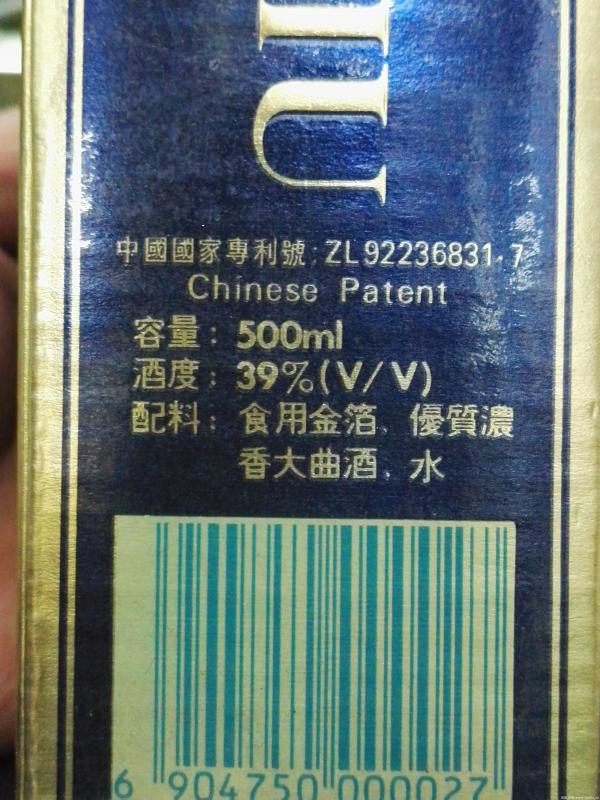 IU
中國國家專利號:ZL92236831·7
Chinese Patent
容量:500ml
酒度:39%(V/V)
配料:食用金箔、優質濃
香大曲酒、水
6 904750 000027